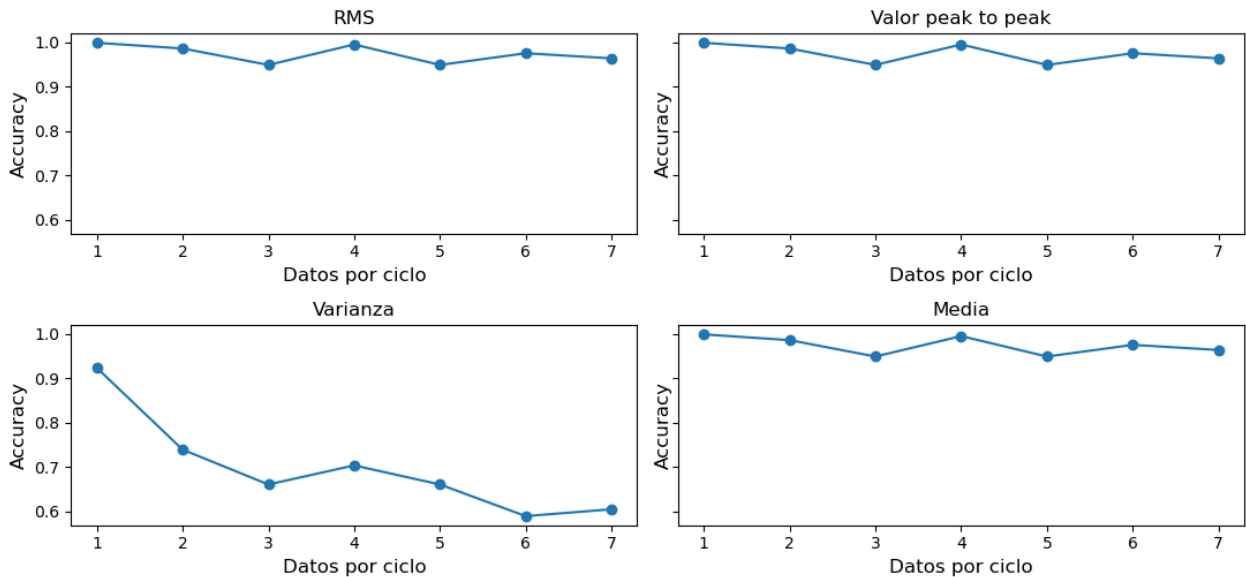 RMS
Accuracy
1.0
0.9
0.8
0.7
0.6
1 2 3 4 5 6 7
Datos por ciclo
Valor peak to peak
Accuracy
1 2 3 4 5 6 7
Datos por ciclo
Varianza
Accuracy
1.0
0.9
0.8
0.7
0.6
1 2 3 4 5 6 7
Datos por ciclo
Media
Accuracy
1 2 3 4 5 6 7
Datos por ciclo